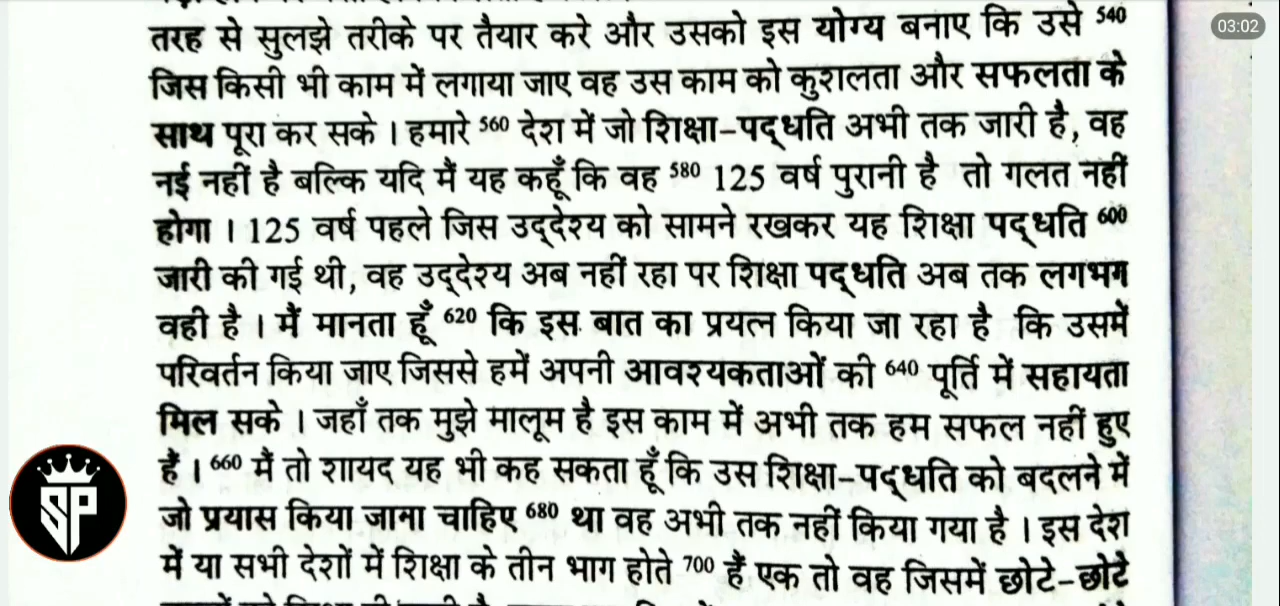 तरह से सुलझे तरीके पर तैयार करे और उसको इस योग्य बनाए कि उसे 540
03:02
जिस किसी भी काम में लगाया जाए वह उस काम को कुशलता और सफलता के
साथ पूरा कर सके । हमारे 560 देश में जो शिक्षा-पद्धति अभी तक जारी है, वह
नई नहीं है बल्कि यदि मैं यह कहूँ कि वह 580 125 वर्ष पुरानी है तो गलत नहीं
होगा । 125 वर्ष पहले जिस उद्देश्य को सामने रखकर यह शिक्षा पद्धति 600
जारी की गई थी, वह उद्देश्य अब नहीं रहा पर शिक्षा पद्धति अब तक लगभग
वही है । मैं मानता हूँ 620 कि इस बात का प्रयत्न किया जा रहा है कि उसमें
परिवर्तन किया जाए जिससे हमें अपनी आवश्यकताओं की 640 पूर्ति में सहायता
मिल सके । जहाँ तक मुझे मालूम है इस काम में अभी तक हम सफल नहीं हुए
हैं । 660 मैं तो शायद यह भी कह सकता हूँ कि उस शिक्षा-पद्धति को बदलने में
जो प्रयास किया जाना चाहिए 680 था वह अभी तक नहीं किया गया है । इस देश
में या सभी देशों में शिक्षा के तीन भाग होते 700 हैं एक तो वह जिसमें छोटे-छोटे
SP